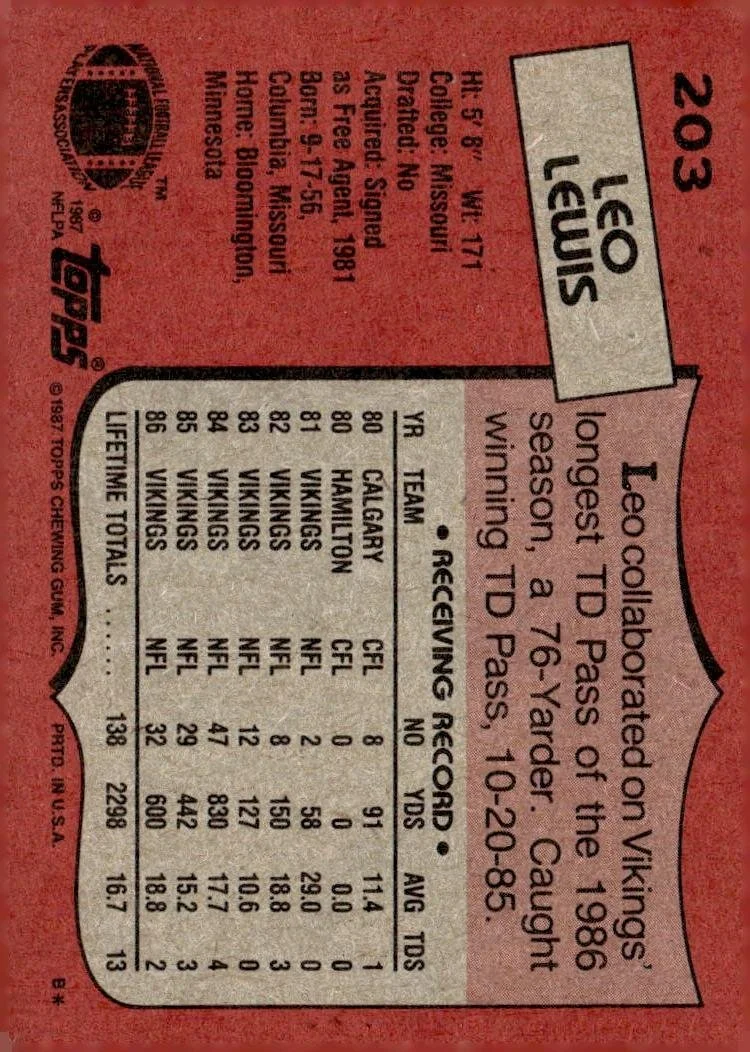 203
LEO
LEWIS
Ht: 5' 8" Wt: 171
College: Missouri
Drafted: No
Acquired: Signed
as Free Agent, 1981
Born: 9-17-56,
Columbia, Missouri
Home: Bloomington,
Minnesota
NATIONAL FOOTBALL LEAGUE
PLAYERS ASSOCIATION
TM
© 1987
NFLPA
Topps®
Leo collaborated on Vikings'
longest TD Pass of the 1986
season, a 76-Yarder. Caught
winning TD Pass, 10-20-85.
• RECEIVING RECORD •
YR TEAM NO YDS AVG TDS
80 CALGARY CFL 8 91 11.4 1
80 HAMILTON CFL 0 0 0.0 0
81 VIKINGS NFL 2 58 29.0 0
82 VIKINGS NFL 8 150 18.8 3
83 VIKINGS NFL 12 127 10.6 0
84 VIKINGS NFL 47 830 17.7 4
85 VIKINGS NFL 29 442 15.2 3
86 VIKINGS NFL 32 600 18.8 2
LIFETIME TOTALS ...... 138 2298 16.7 13
© 1987 TOPPS CHEWING GUM, INC. PRTD. IN U.S.A. B*